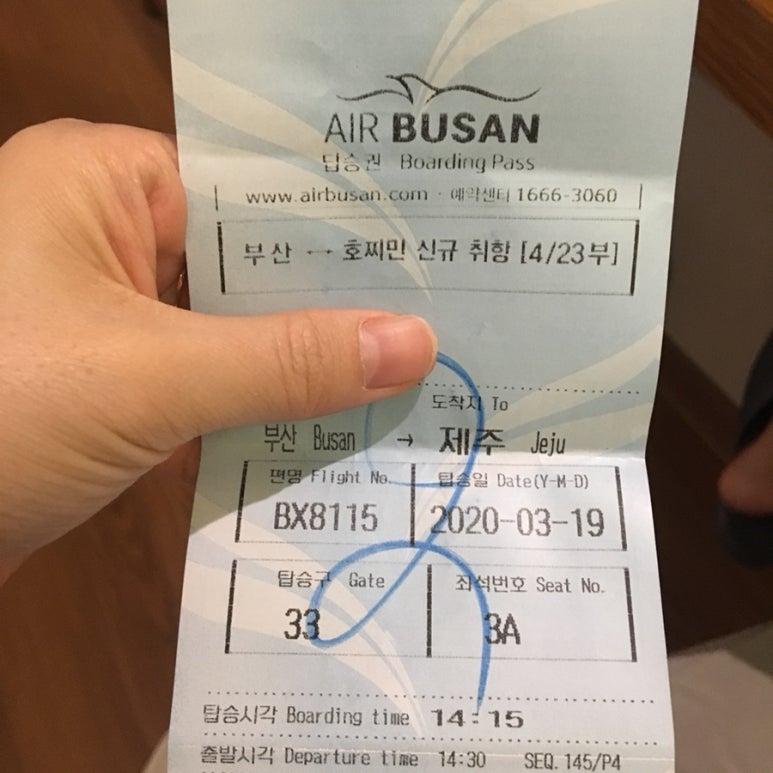 AIR BUSAN
탑승권 Boarding Pass
www.airbusan.com · 예약센터 1666-3060
부산 ↔ 호찌민 신규 취항 [4/23부]
도착지 To
부산 Busan → 제주 Jeju
편명 Flight No. 탑승일 Date(Y-M-D)
BX8115 2020-03-19
탑승구 Gate 좌석번호 Seat No.
33 3A
탑승시각 Boarding time 14:15
출발시각 Departure time 14:30 SEQ.145/P4